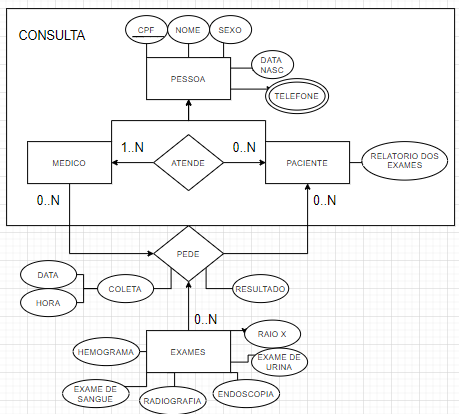 CONSULTA
CPF
NOME
SEXO
PESSOA
DATA
NASC
TELEFONE
1..N
0..N
MEDICO
ATENDE
PACIENTE
RELATORIO DOS
EXAMES
0..N
0..N
PEDE
DATA
COLETA
RESULTADO
HORA
0..N
RAIO X
HEMOGRAMA
EXAMES
EXAME DE
URINA
EXAME DE
SANGUE
RADIOGRAFIA
ENDOSCOPIA